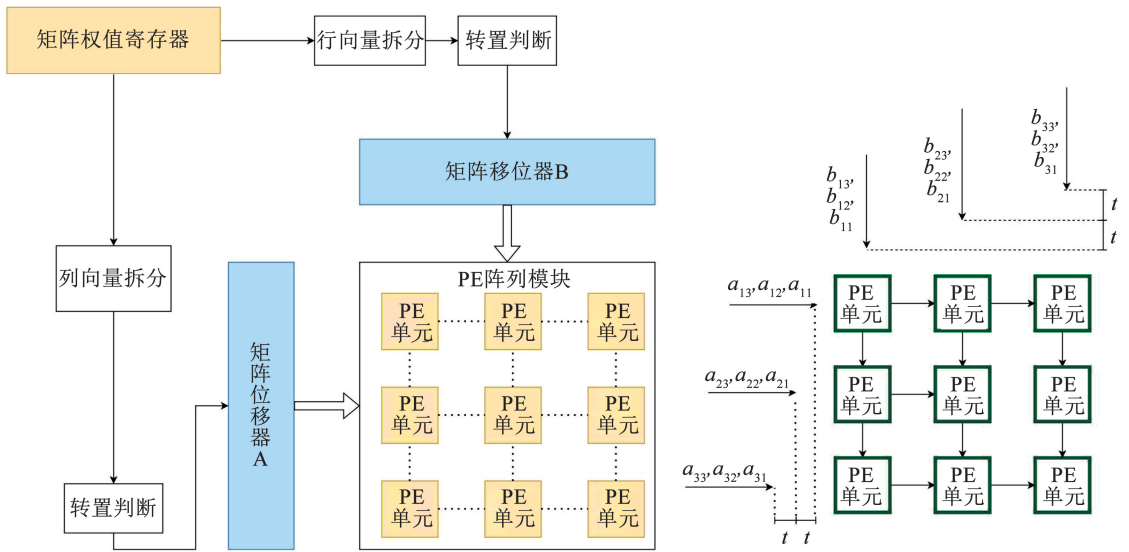 矩阵权值寄存器
行向量拆分
转置判断
矩阵移位器B
列向量拆分
转置判断
矩阵位移器A
PE阵列模块
PE
单元
PE
单元
PE
单元
PE
单元
PE
单元
PE
单元
PE
单元
PE
单元
PE
单元
b13,
b12,
b11
b23,
b22,
b21
b33,
b32,
b31
t
t
a13,a12,a11
a23,a22,a21
a33,a32,a31
t
t
PE
单元
PE
单元
PE
单元
PE
单元
PE
单元
PE
单元
PE
单元
PE
单元
PE
单元